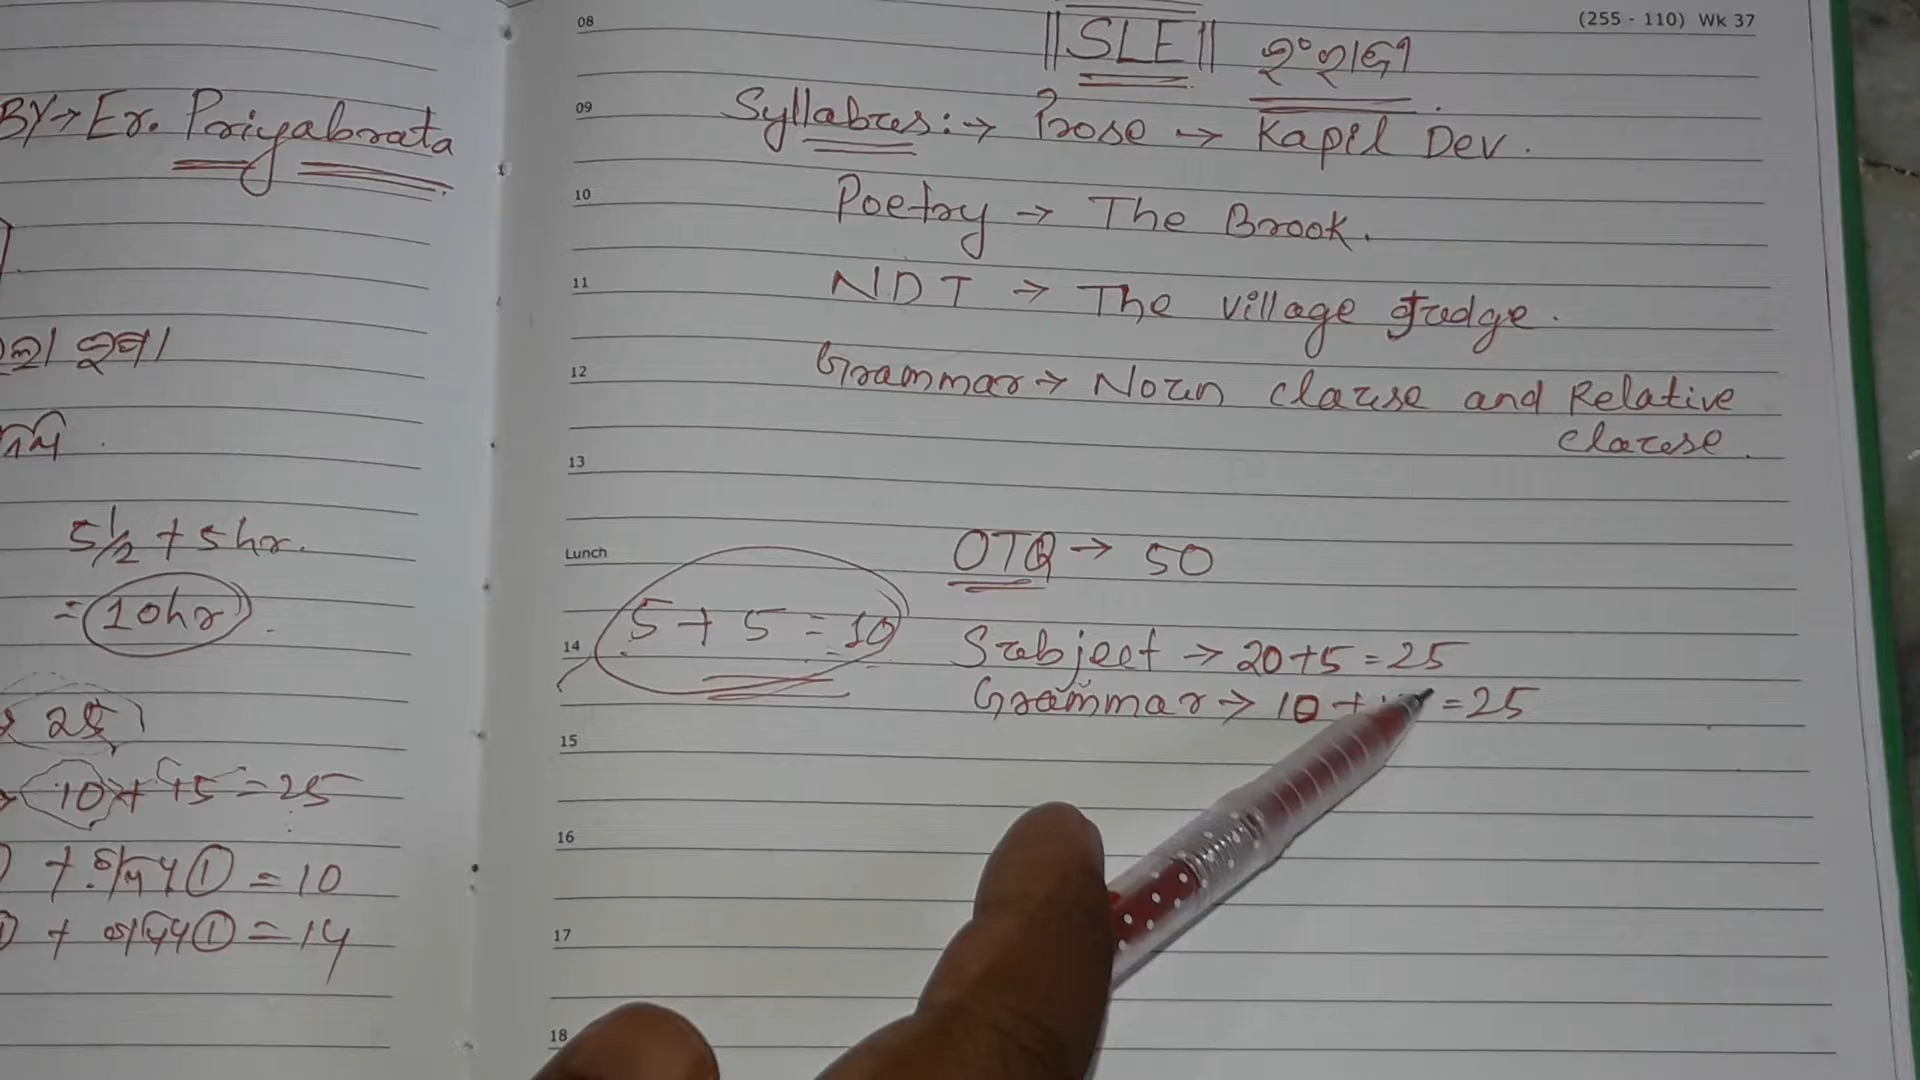 BY → Er. Priyabrata
5½ + 5hr.
= 10hr
25
10 + +5 = 25
+ ① = 10
+ ① = 14
(255 - 110) Wk 37
08
|| SLE || ଇଂରାଜୀ
09
Syllabus :→ Prose → Kapil Dev.
10
Poetry → The Brook.
11
NDT → The village Judge.
12
Grammar → Noun clause and Relative
clause.
13
Lunch
OTQ → 50
5 + 5 = 10
14
Subject → 20+5 = 25
Grammar → 10 + = 25
15
16
17
18